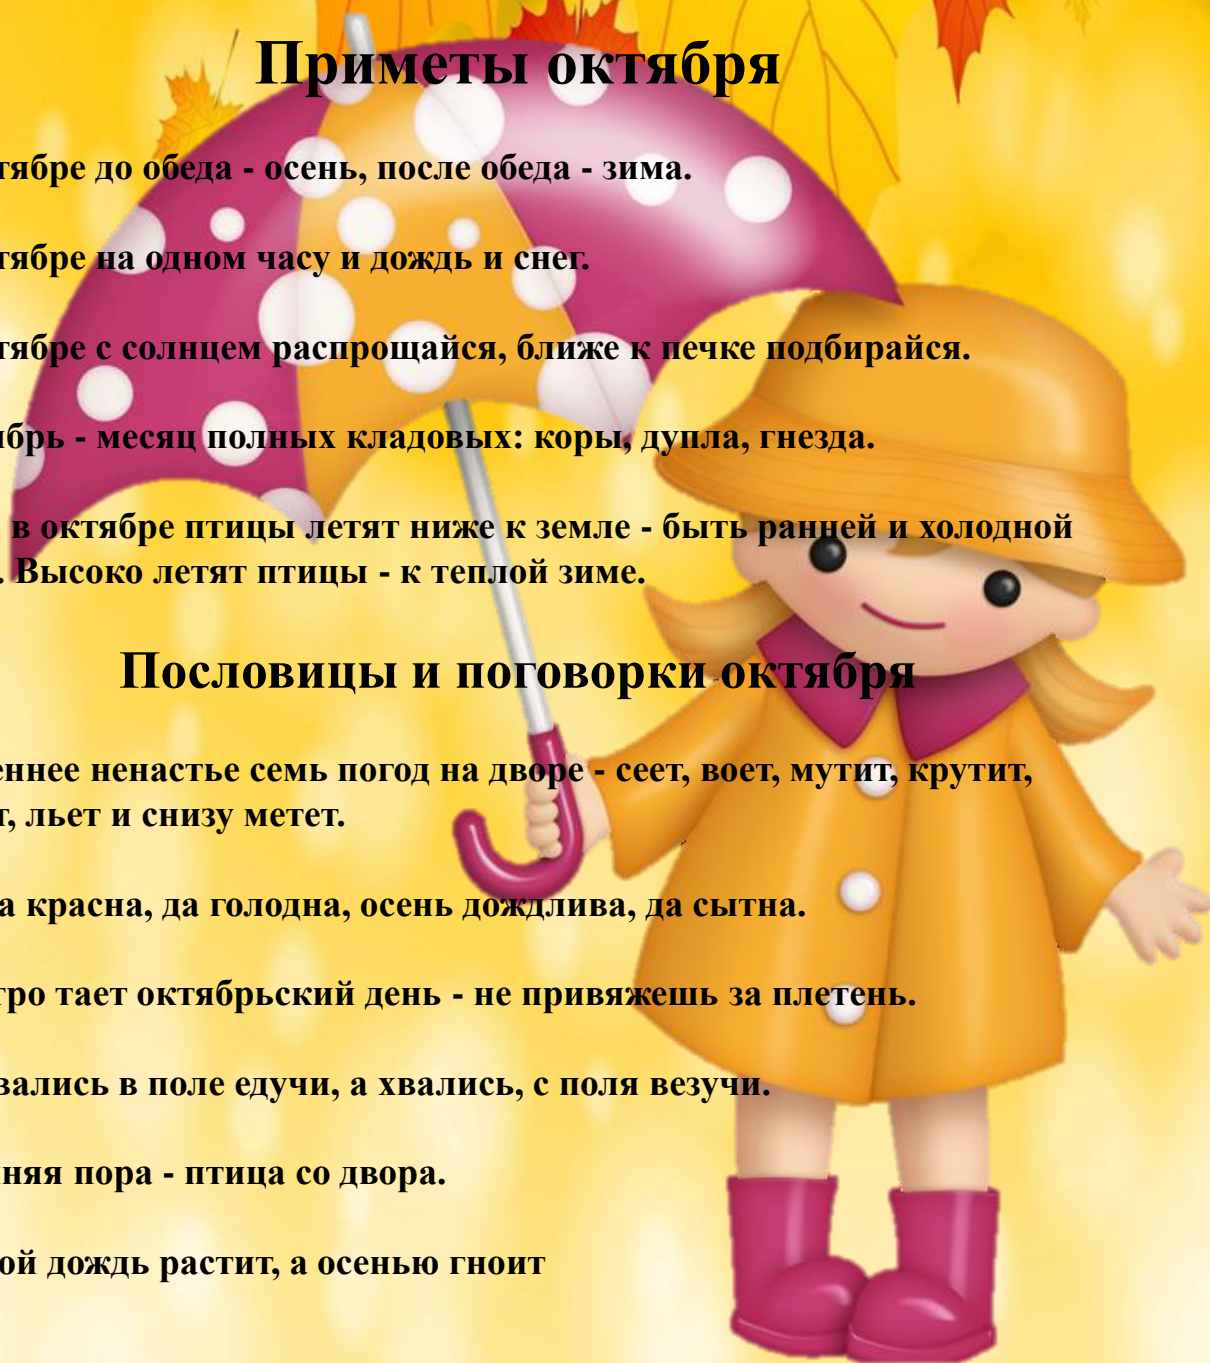 Приметы октября
тябре до обеда - осень, после обеда - зима.
тябре на одном часу и дождь и снег.
тябре с солнцем распрощайся, ближе к печке подбирайся.
ябрь - месяц полных кладовых: коры, дупла, гнезда.
в октябре птицы летят ниже к земле - быть ранней и холодной
. Высоко летят птицы - к теплой зиме.
Пословицы и поговорки октября
еннее ненастье семь погод на дворе - сеет, воет, мутит, крутит,
т, льет и снизу метет.
а красна, да голодна, осень дождлива, да сытна.
тро тает октябрьский день - не привяжешь за плетень.
вались в поле едучи, а хвались, с поля везучи.
няя пора - птица со двора.
ой дождь растит, а осенью гноит